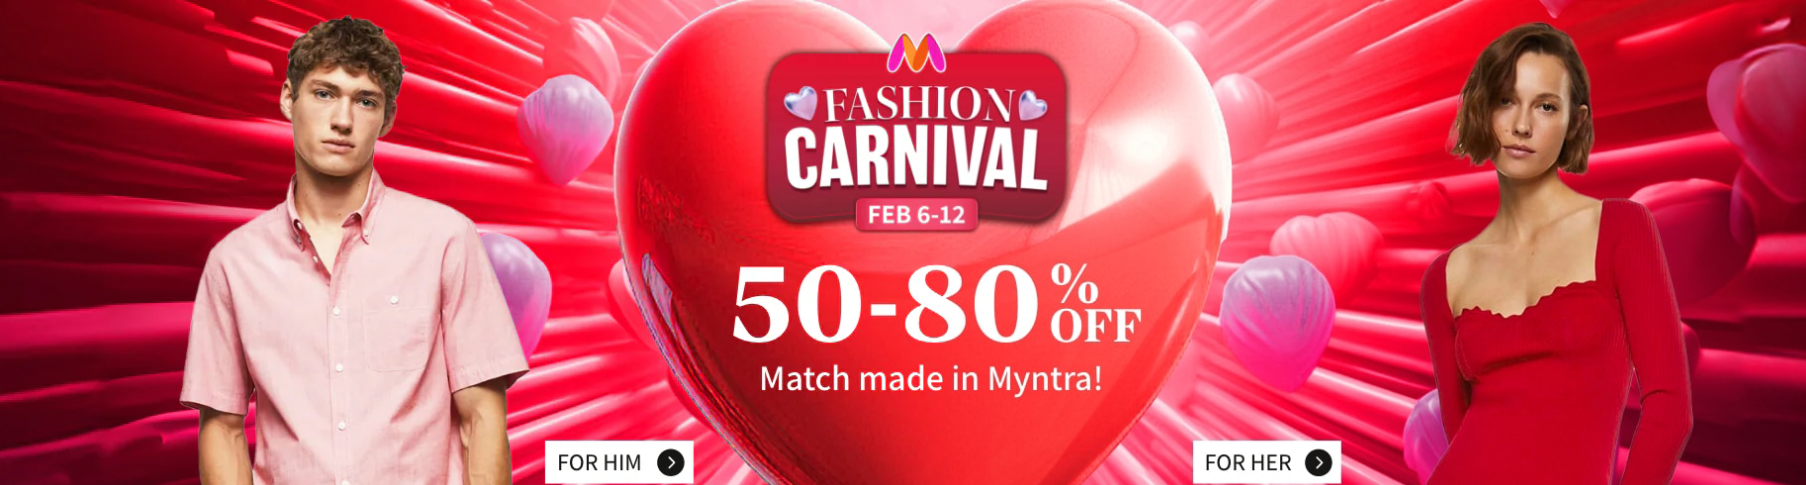 FASHION
CARNIVAL
FEB 6-12
50-80% OFF
Match made in Myntra!
FOR HIM
FOR HER